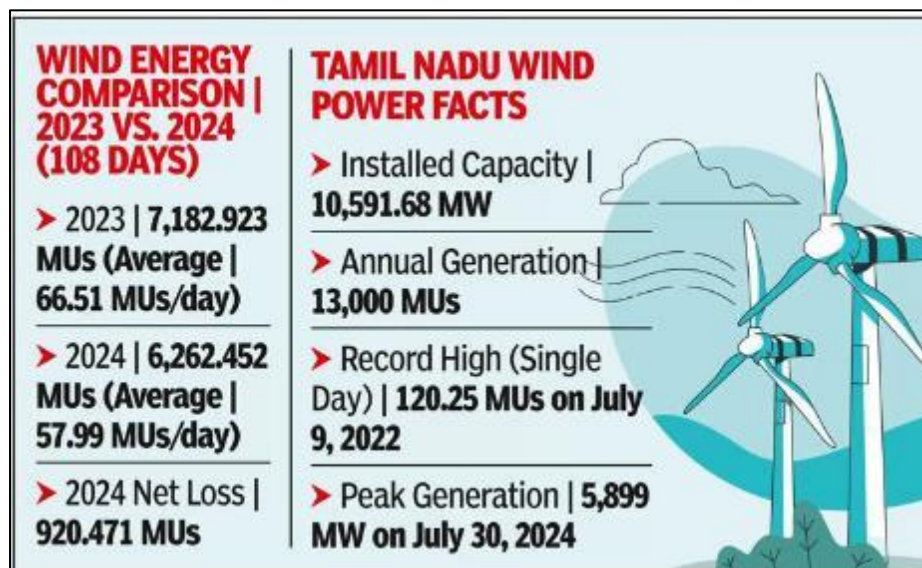 WIND ENERGY
COMPARISON |
2023 VS. 2024
(108 DAYS)
➤ 2023 | 7,182.923
MUs (Average |
66.51 MUs/day)
➤ 2024 | 6,262.452
MUs (Average |
57.99 MUs/day)
➤ 2024 Net Loss |
920.471 MUs
TAMIL NADU WIND
POWER FACTS
➤ Installed Capacity |
10,591.68 MW
➤ Annual Generation |
13,000 MUs
➤ Record High (Single
Day) | 120.25 MUs on July
9, 2022
➤ Peak Generation | 5,899
MW on July 30, 2024